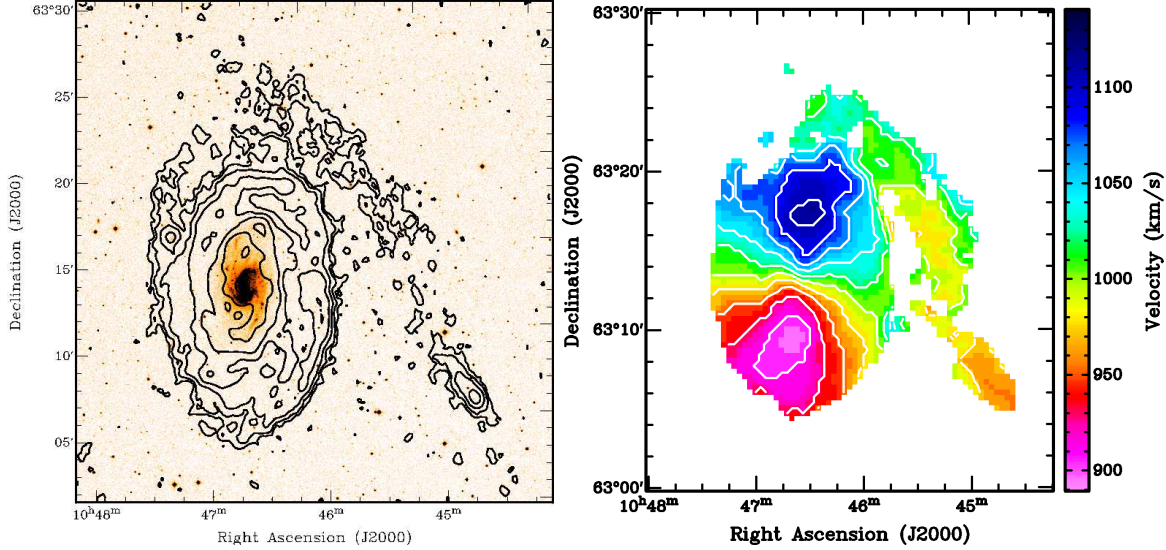 63°30′
25′
20′
15′
10′
05′
10ʰ48ᵐ
47ᵐ
46ᵐ
45ᵐ
Right Ascension (J2000)
Declination (J2000)
63°30′
63°20′
63°10′
63°00′
10ʰ48ᵐ
47ᵐ
46ᵐ
45ᵐ
Right Ascension (J2000)
Declination (J2000)
1100
1050
1000
950
900
Velocity (km/s)